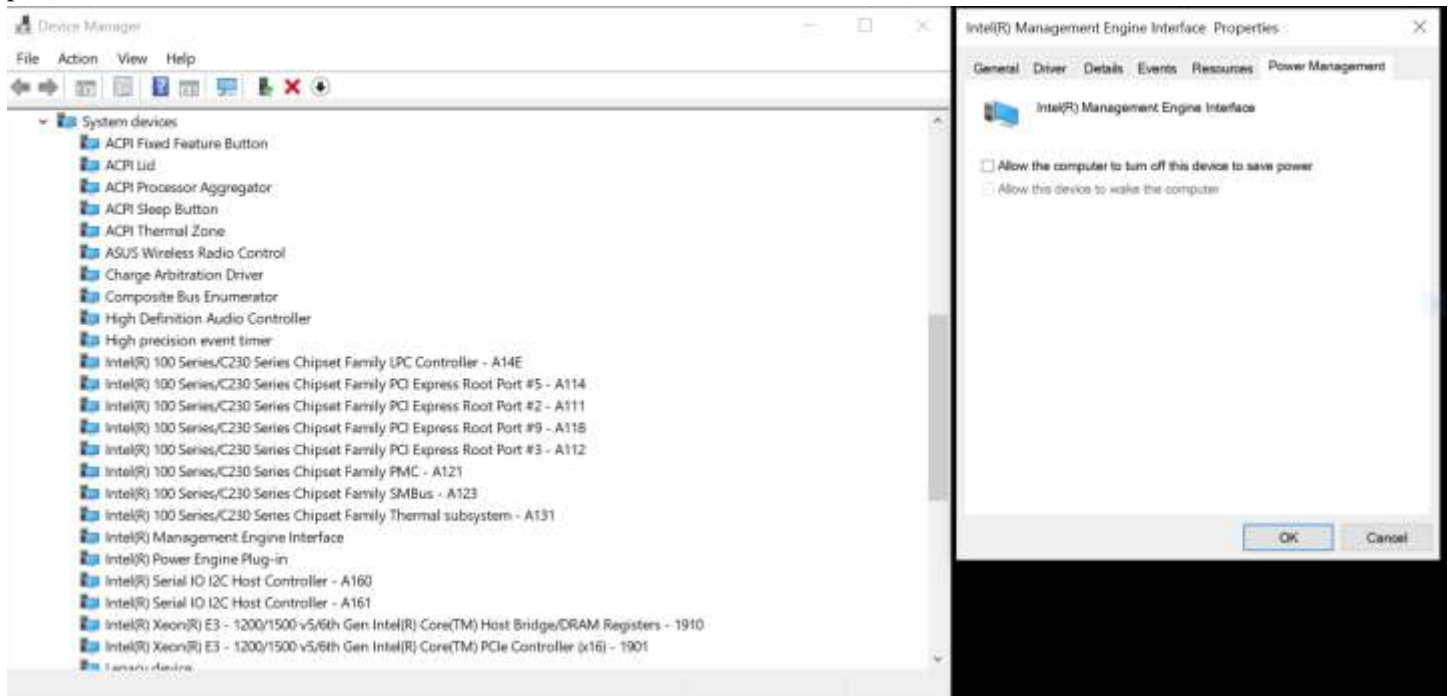 Device Manager
File Action View Help
System devices
ACPI Fixed Feature Button
ACPI Lid
ACPI Processor Aggregator
ACPI Sleep Button
ACPI Thermal Zone
ASUS Wireless Radio Control
Charge Arbitration Driver
Composite Bus Enumerator
High Definition Audio Controller
High precision event timer
Intel(R) 100 Series/C230 Series Chipset Family LPC Controller - A14E
Intel(R) 100 Series/C230 Series Chipset Family PCI Express Root Port #5 - A114
Intel(R) 100 Series/C230 Series Chipset Family PCI Express Root Port #2 - A111
Intel(R) 100 Series/C230 Series Chipset Family PCI Express Root Port #9 - A118
Intel(R) 100 Series/C230 Series Chipset Family PCI Express Root Port #3 - A112
Intel(R) 100 Series/C230 Series Chipset Family PMC - A121
Intel(R) 100 Series/C230 Series Chipset Family SMBus - A123
Intel(R) 100 Series/C230 Series Chipset Family Thermal subsystem - A131
Intel(R) Management Engine Interface
Intel(R) Power Engine Plug-in
Intel(R) Serial IO I2C Host Controller - A160
Intel(R) Serial IO I2C Host Controller - A161
Intel(R) Xeon(R) E3 - 1200/1500 v5/6th Gen Intel(R) Core(TM) Host Bridge/DRAM Registers - 1910
Intel(R) Xeon(R) E3 - 1200/1500 v5/6th Gen Intel(R) Core(TM) PCIe Controller (x16) - 1901
Legacy device
Intel(R) Management Engine Interface Properties
General Driver Details Events Resources Power Management
Intel(R) Management Engine Interface
Allow the computer to turn off this device to save power
Allow this device to wake the computer
OK Cancel